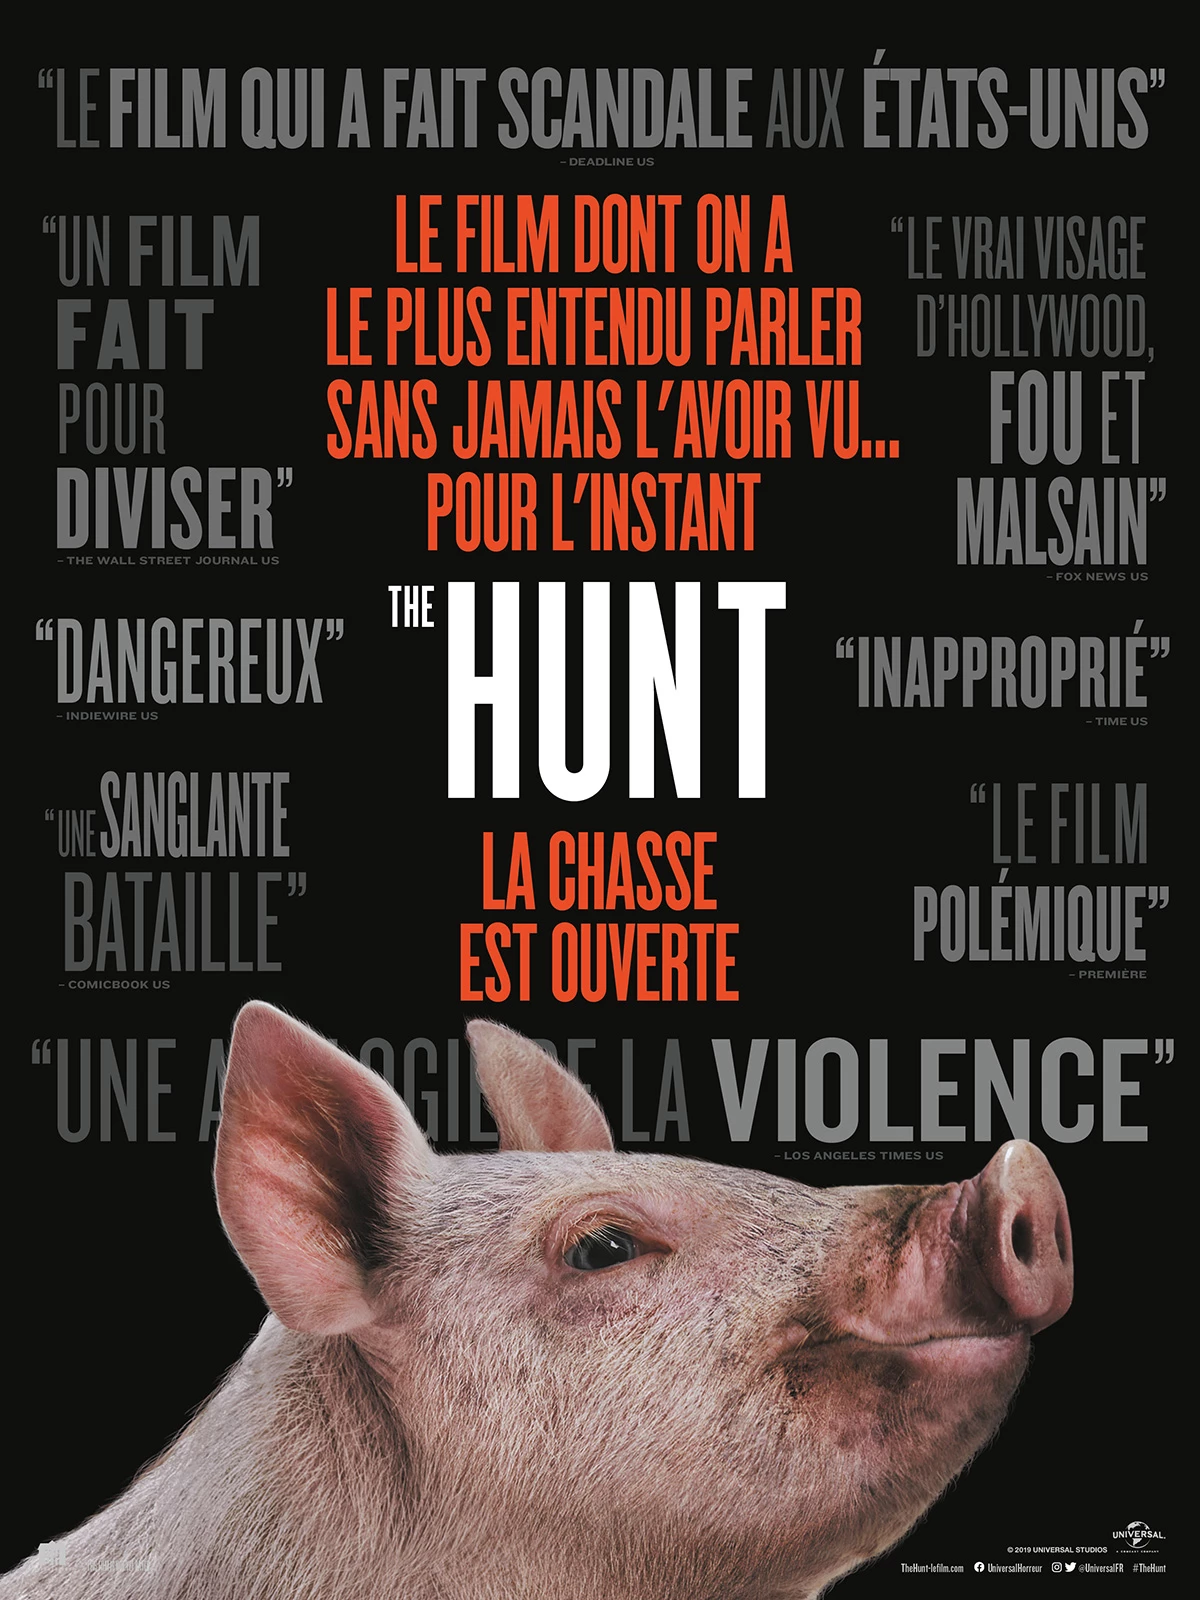 “LE FILM QUI A FAIT SCANDALE AUX ÉTATS-UNIS”
– DEADLINE US
“UN FILM
FAIT
POUR
DIVISER”
– THE WALL STREET JOURNAL US
LE FILM DONT ON A
LE PLUS ENTENDU PARLER
SANS JAMAIS L’AVOIR VU...
POUR L’INSTANT
“LE VRAI VISAGE
D’HOLLYWOOD,
FOU ET
MALSAIN”
– FOX NEWS US
THE HUNT
“DANGEREUX”
– INDIEWIRE US
“INAPPROPRIÉ”
– TIME US
“UNE SANGLANTE
BATAILLE”
– COMICBOOK US
“LE FILM
POLÉMIQUE”
– PREMIÈRE
LA CHASSE
EST OUVERTE
“UNE LA VIOLENCE”
– LOS ANGELES TIMES US
UNIVERSAL
A COMCAST COMPANY
© 2019 UNIVERSAL STUDIOS
TheHunt-lefilm.com UniversalHorreur @UniversalFR #TheHunt